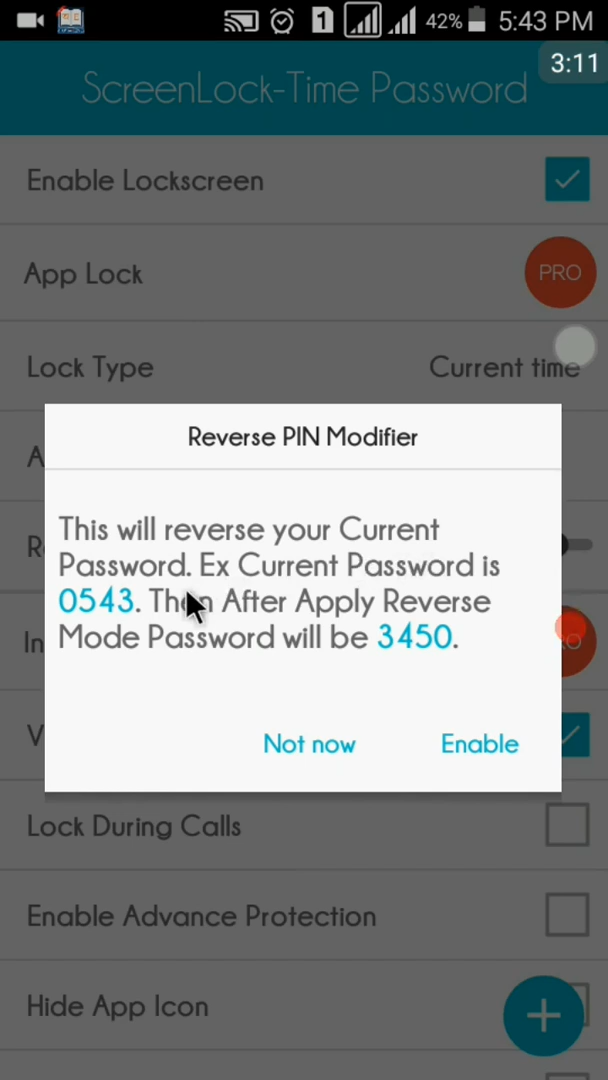 1 42% 5:43 PM
3:11
ScreenLock-Time Password
Enable Lockscreen
App Lock PRO
Lock Type Current time
Reverse PIN Modifier
This will reverse your Current
Password. Ex Current Password is
0543. Then After Apply Reverse
Mode Password will be 3450.
Not now Enable
Lock During Calls
Enable Advance Protection
Hide App Icon
+